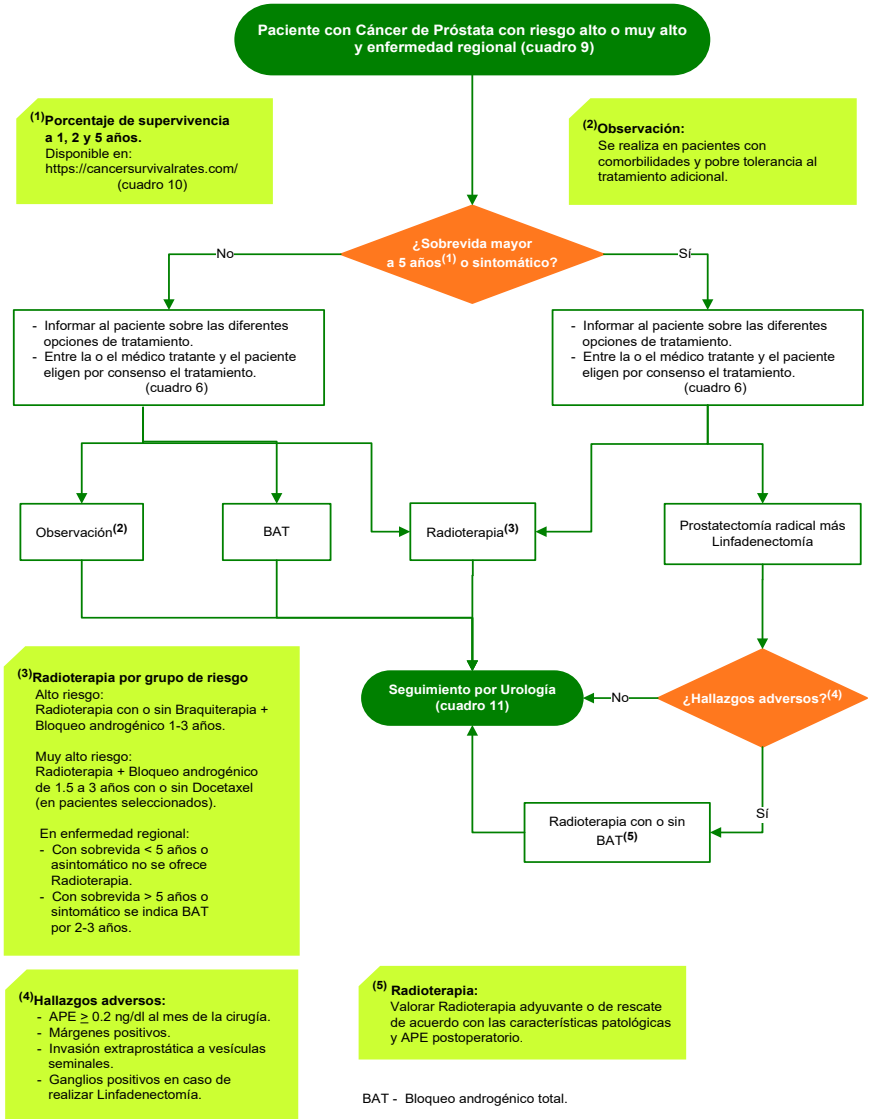 Paciente con Cáncer de Próstata con riesgo alto o muy alto
y enfermedad regional (cuadro 9)
(1)Porcentaje de supervivencia
a 1, 2 y 5 años.
Disponible en:
https://cancersurvivalrates.com/
(cuadro 10)
(2)Observación:
Se realiza en pacientes con
comorbilidades y pobre tolerancia al
tratamiento adicional.
¿Sobrevida mayor
a 5 años(1) o sintomático?
No
Sí
- Informar al paciente sobre las diferentes
opciones de tratamiento.
- Entre la o el médico tratante y el paciente
eligen por consenso el tratamiento.
(cuadro 6)
- Informar al paciente sobre las diferentes
opciones de tratamiento.
- Entre la o el médico tratante y el paciente
eligen por consenso el tratamiento.
(cuadro 6)
Observación(2)
BAT
Radioterapia(3)
Prostatectomía radical más
Linfadenectomía
(3)Radioterapia por grupo de riesgo
Alto riesgo:
Radioterapia con o sin Braquiterapia +
Bloqueo androgénico 1-3 años.
Muy alto riesgo:
Radioterapia + Bloqueo androgénico
de 1.5 a 3 años con o sin Docetaxel
(en pacientes seleccionados).
En enfermedad regional:
- Con sobrevida < 5 años o
asintomático no se ofrece
Radioterapia.
- Con sobrevida > 5 años o
sintomático se indica BAT
por 2-3 años.
Seguimiento por Urología
(cuadro 11)
No
¿Hallazgos adversos?(4)
Sí
Radioterapia con o sin
BAT(5)
(4)Hallazgos adversos:
- APE ≥ 0.2 ng/dl al mes de la cirugía.
- Márgenes positivos.
- Invasión extraprostática a vesículas
seminales.
- Ganglios positivos en caso de
realizar Linfadenectomía.
(5) Radioterapia:
Valorar Radioterapia adyuvante o de rescate
de acuerdo con las características patológicas
y APE postoperatorio.
BAT - Bloqueo androgénico total.